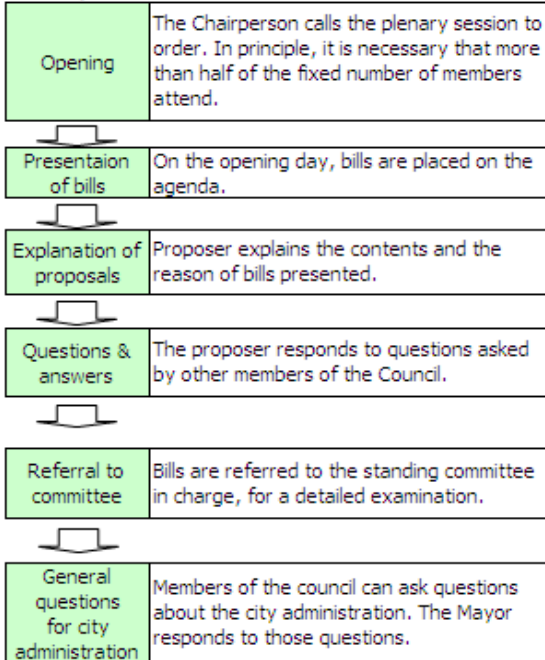 Opening
The Chairperson calls the plenary session to
order. In principle, it is necessary that more
than half of the fixed number of members
attend.
Presentaion
of bills
On the opening day, bills are placed on the
agenda.
Explanation of
proposals
Proposer explains the contents and the
reason of bills presented.
Questions &
answers
The proposer responds to questions asked
by other members of the Council.
Referral to
committee
Bills are referred to the standing committee
in charge, for a detailed examination.
General
questions
for city
administration
Members of the council can ask questions
about the city administration. The Mayor
responds to those questions.